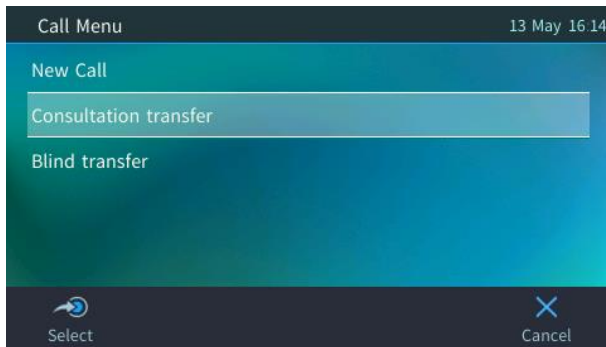 Call Menu 13 May 16:14
New Call
Consultation transfer
Blind transfer
Select Cancel